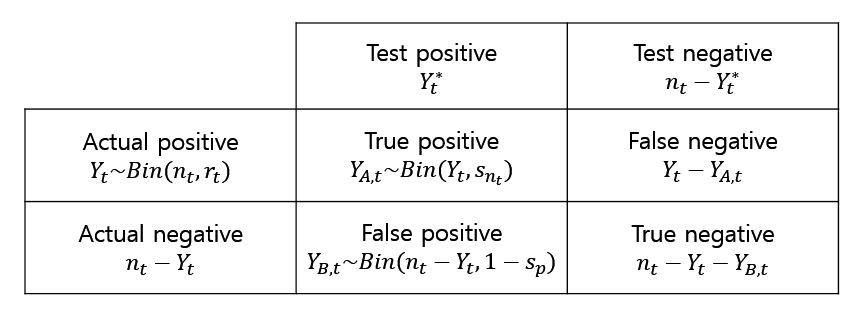 Test positive
Y_t^*
Test negative
n_t − Y_t^*
Actual positive
Y_t~Bin(n_t, r_t)
True positive
Y_{A,t}~Bin(Y_t, s_{n_t})
False negative
Y_t − Y_{A,t}
Actual negative
n_t − Y_t
False positive
Y_{B,t}~Bin(n_t − Y_t, 1 − s_p)
True negative
n_t − Y_t − Y_{B,t}